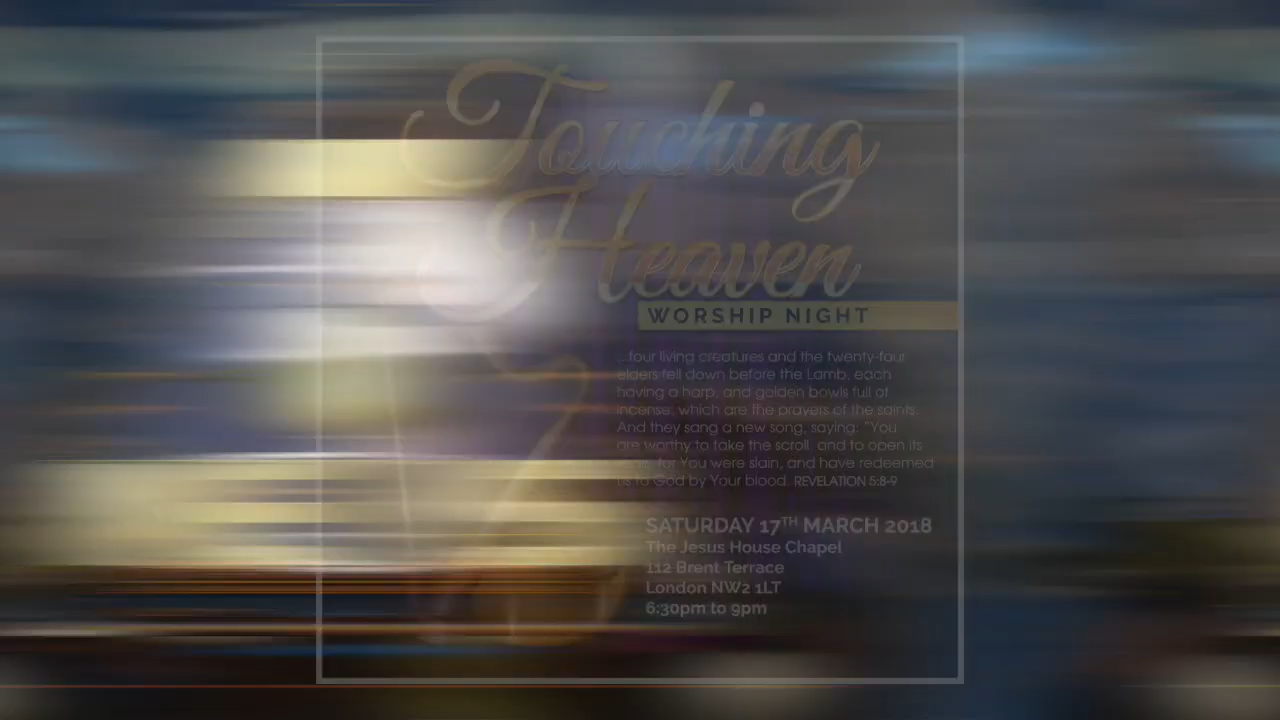 Touching
Heaven
WORSHIP NIGHT
...four living creatures and the twenty-four
elders fell down before the Lamb, each
having a harp, and golden bowls full of
incense, which are the prayers of the saints.
And they sang a new song, saying: “You
are worthy to take the scroll, and to open its
for You were slain, and have redeemed
us to God by Your blood. REVELATION 5:8-9
SATURDAY 17TH MARCH 2018
The Jesus House Chapel
112 Brent Terrace
London NW2 1LT
6:30pm to 9pm